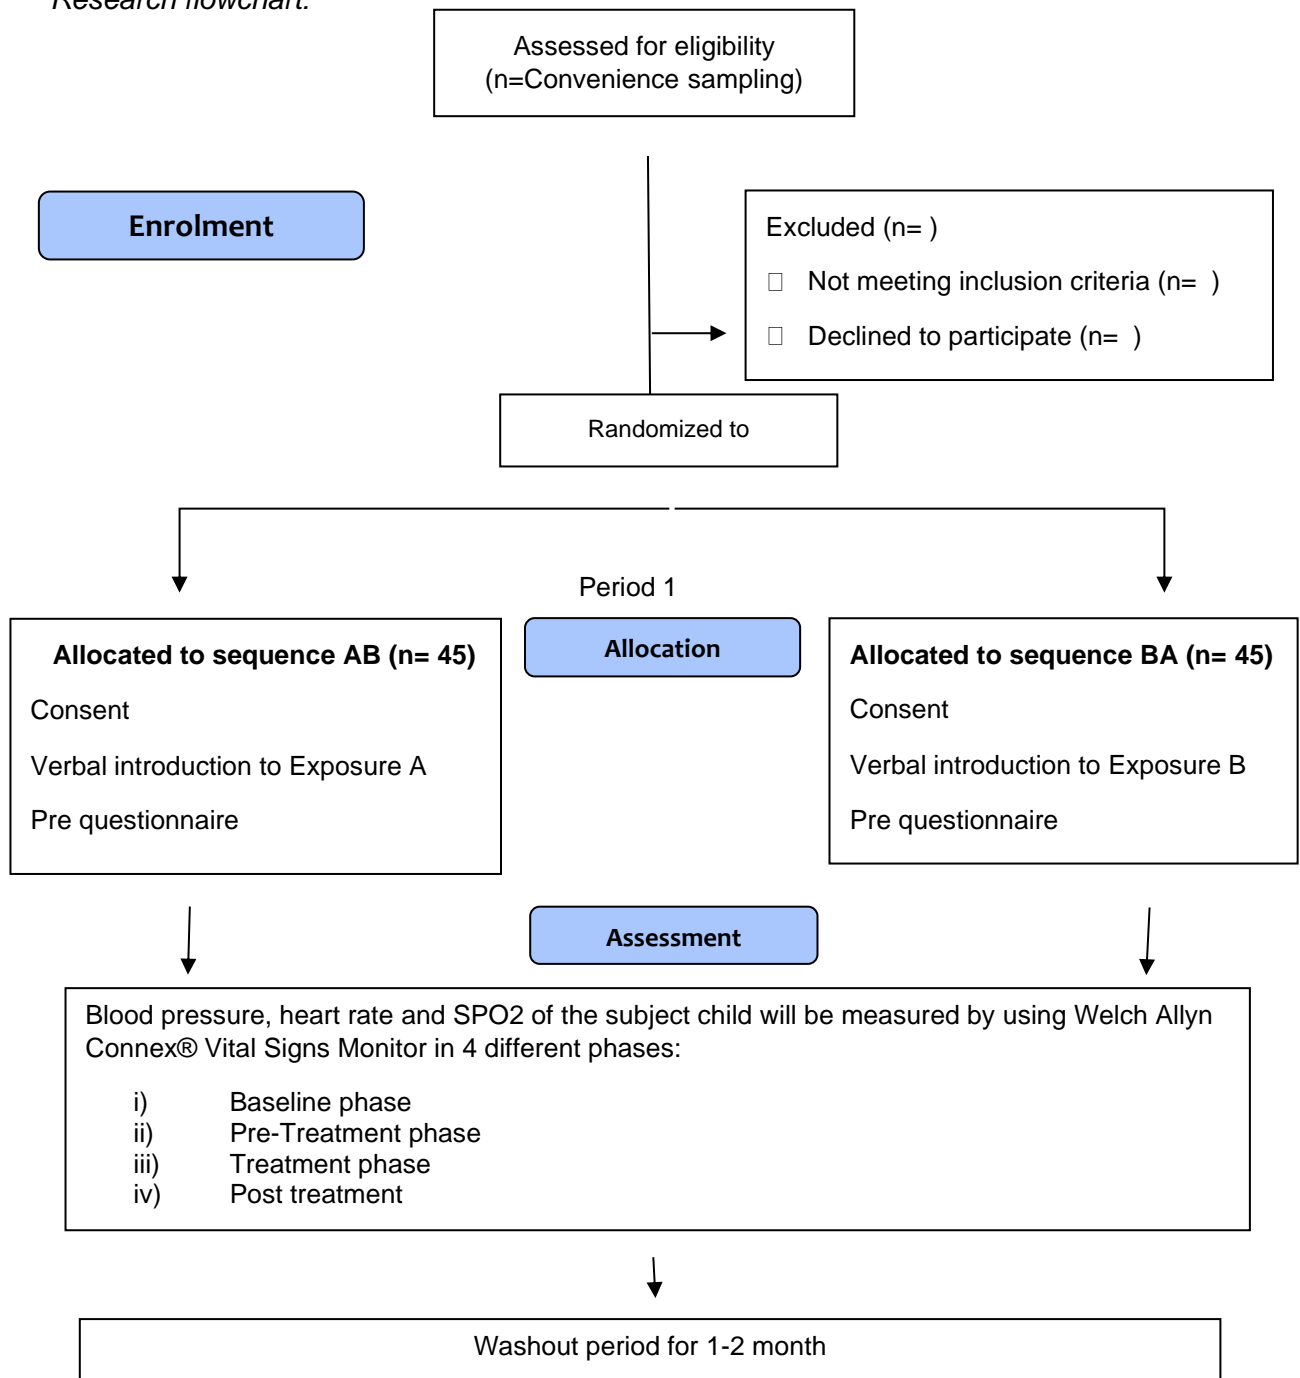 Research flowchart:
Assessed for eligibility
(n=Convenience sampling)
Enrolment
Excluded (n= )
Not meeting inclusion criteria (n= )
Declined to participate (n= )
Randomized to
Period 1
Allocation
Allocated to sequence AB (n= 45)
Consent
Verbal introduction to Exposure A
Pre questionnaire
Allocated to sequence BA (n= 45)
Consent
Verbal introduction to Exposure B
Pre questionnaire
Assessment
Blood pressure, heart rate and SPO2 of the subject child will be measured by using Welch Allyn
Connex® Vital Signs Monitor in 4 different phases:
i) Baseline phase
ii) Pre-Treatment phase
iii) Treatment phase
iv) Post treatment
Washout period for 1-2 month